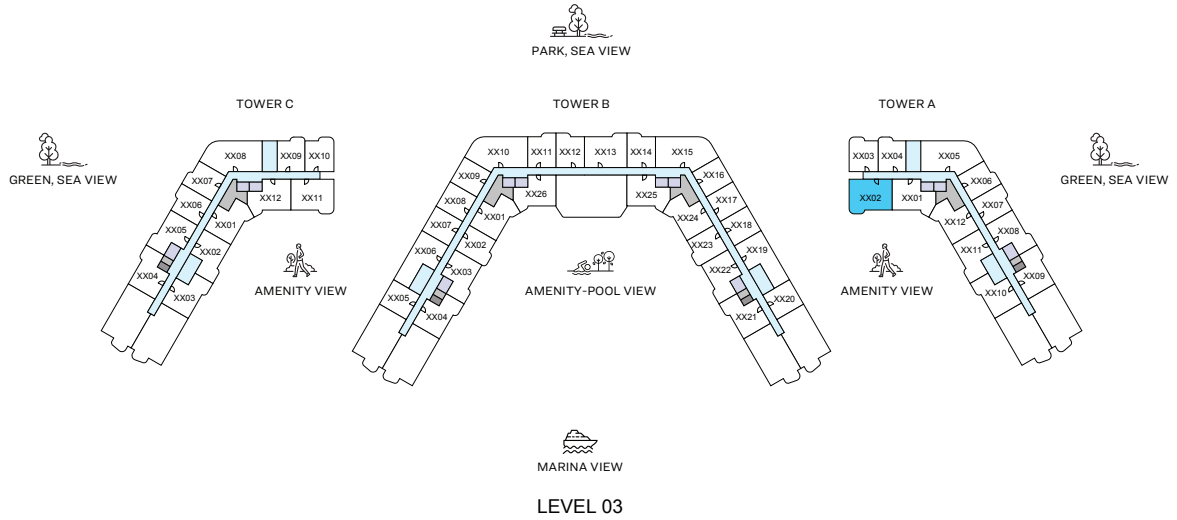 PARK, SEA VIEW
TOWER C
TOWER B
TOWER A
GREEN, SEA VIEW
GREEN, SEA VIEW
XX08
XX09
XX10
XX07
XX06
XX05
XX04
XX12
XX11
XX01
XX02
XX03
AMENITY VIEW
XX10
XX11
XX12
XX13
XX14
XX15
XX09
XX08
XX07
XX06
XX05
XX26
XX01
XX02
XX03
XX04
XX25
XX24
XX23
XX22
XX21
XX16
XX17
XX18
XX19
XX20
AMENITY-POOL VIEW
XX03
XX04
XX05
XX02
XX01
XX06
XX07
XX08
XX09
XX12
XX11
XX10
AMENITY VIEW
MARINA VIEW
LEVEL 03